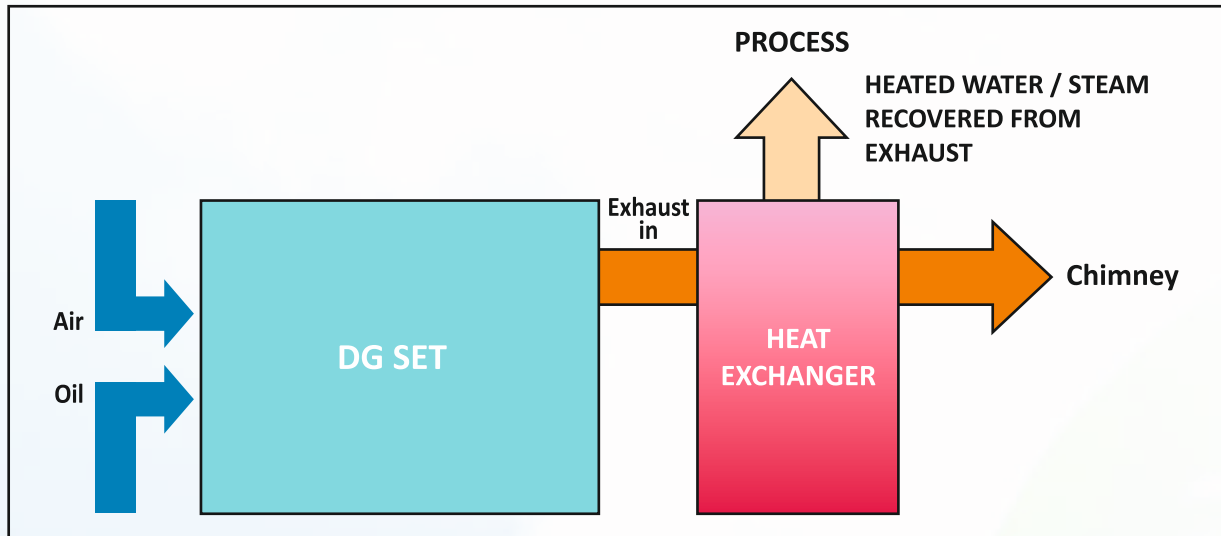 PROCESS
HEATED WATER / STEAM
RECOVERED FROM
EXHAUST
Exhaust
in
Air
Oil
DG SET
HEAT
EXCHANGER
Chimney